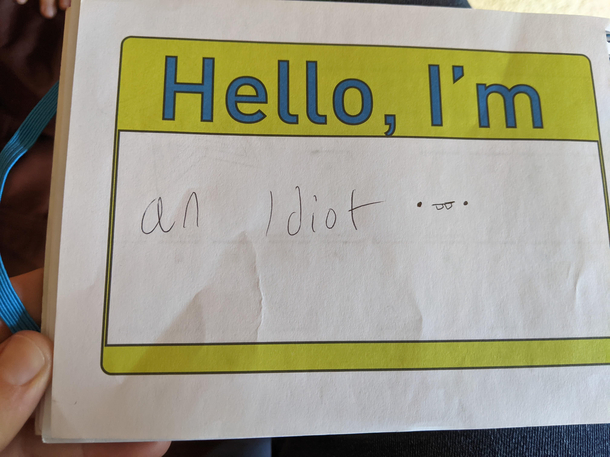 Hello, I'm
an Idiot